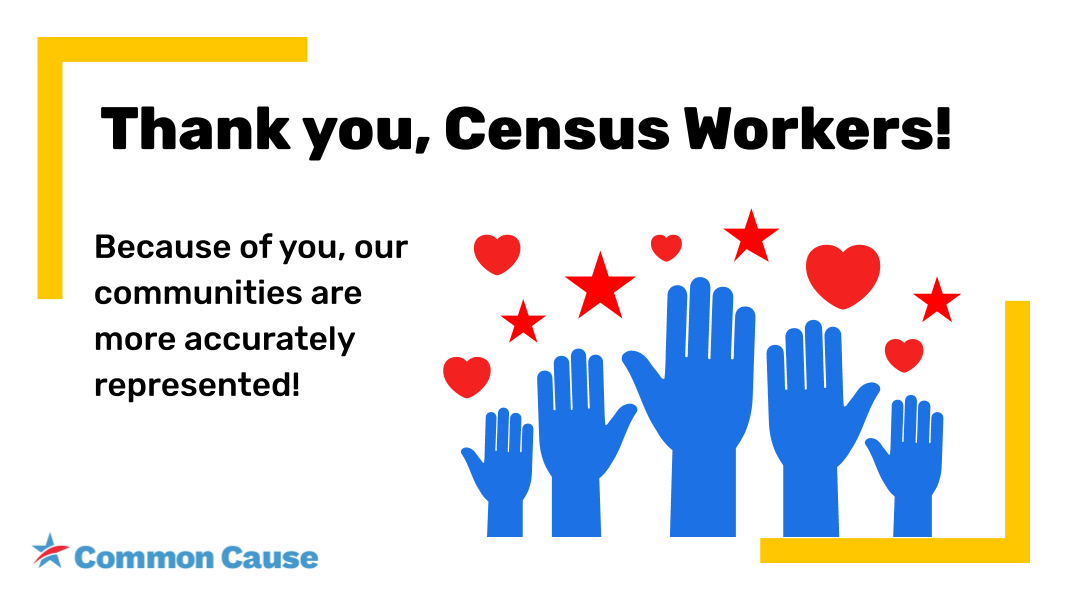 Thank you, Census Workers!
Because of you, our
communities are
more accurately
represented!
Common Cause